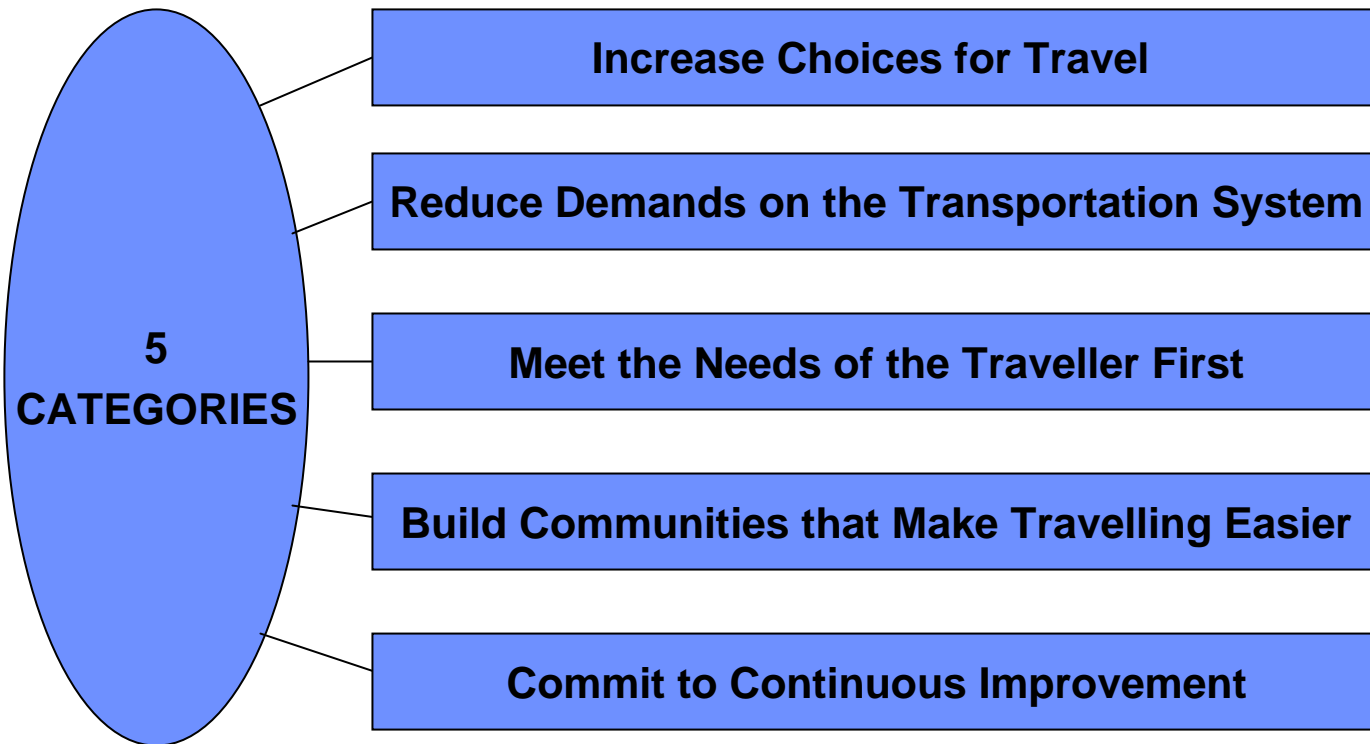 Increase Choices for Travel
Reduce Demands on the Transportation System
5
CATEGORIES
Meet the Needs of the Traveller First
Build Communities that Make Travelling Easier
Commit to Continuous Improvement